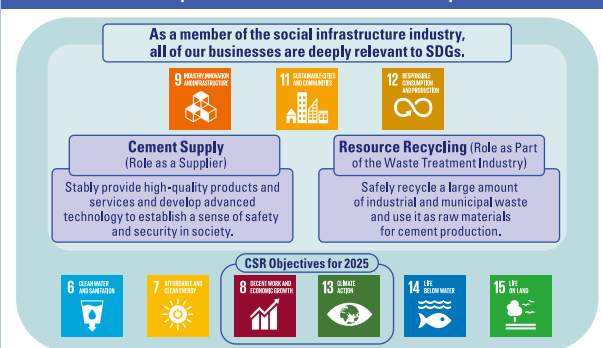 As a member of the social infrastructure industry,
all of our businesses are deeply relevant to SDGs.
9 INDUSTRY, INNOVATION
AND INFRASTRUCTURE
11 SUSTAINABLE CITIES
AND COMMUNITIES
12 RESPONSIBLE
CONSUMPTION
AND PRODUCTION
Cement Supply
(Role as a Supplier)
Stably provide high-quality products and
services and develop advanced
technology to establish a sense of safety
and security in society.
Resource Recycling (Role as Part
of the Waste Treatment Industry)
Safely recycle a large amount
of industrial and municipal waste
and use it as raw materials
for cement production.
CSR Objectives for 2025
6 CLEAN WATER
AND SANITATION
7 AFFORDABLE AND
CLEAN ENERGY
8 DECENT WORK AND
ECONOMIC GROWTH
13 CLIMATE
ACTION
14 LIFE
BELOW WATER
15 LIFE
ON LAND